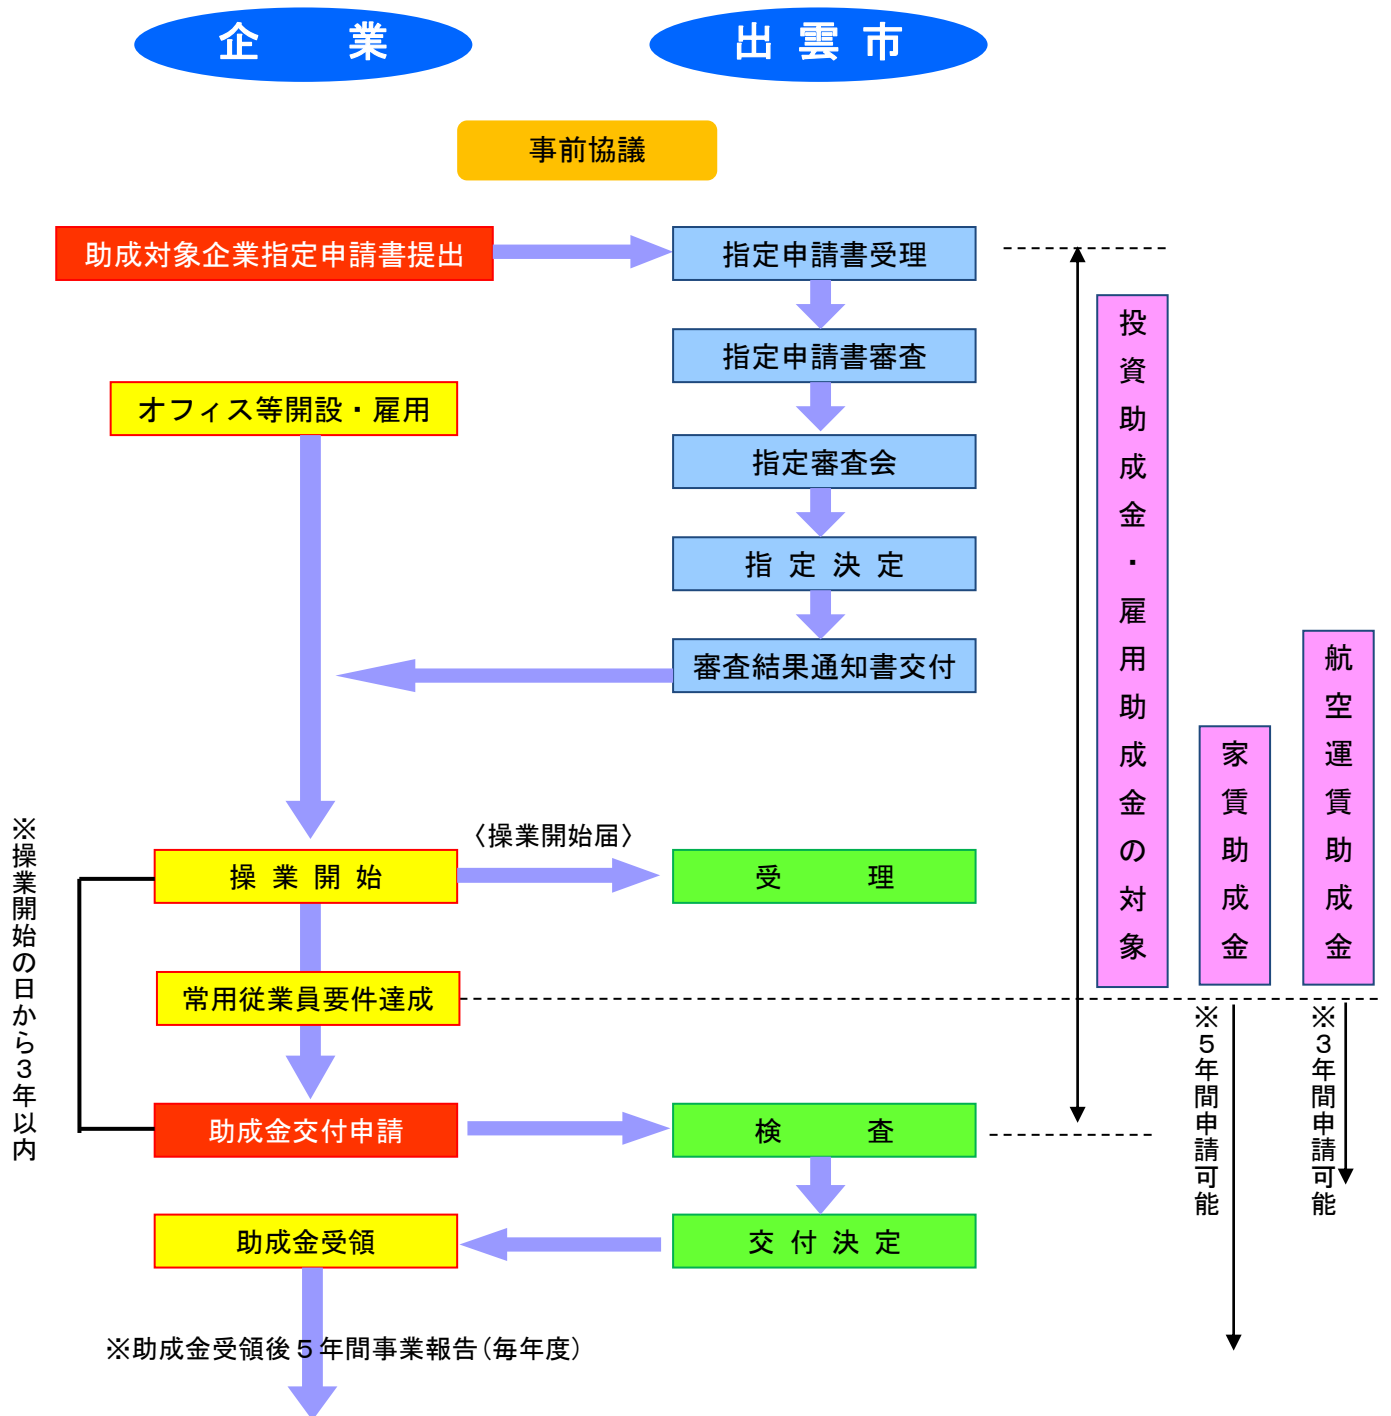 企　　業
出 雲 市
事前協議
助成対象企業指定申請書提出
指定申請書受理
指定申請書審査
オフィス等開設・雇用
指定審査会
指 定 決 定
審査結果通知書交付
〈操業開始届〉
操 業 開 始
受　　理
常用従業員要件達成
助成金交付申請
検　　査
助成金受領
交 付 決 定
※助成金受領後５年間事業報告（毎年度）
※操業開始の日から３年以内
投資助成金・雇用助成金の対象
家賃助成金
航空運賃助成金
※５年間申請可能
※３年間申請可能